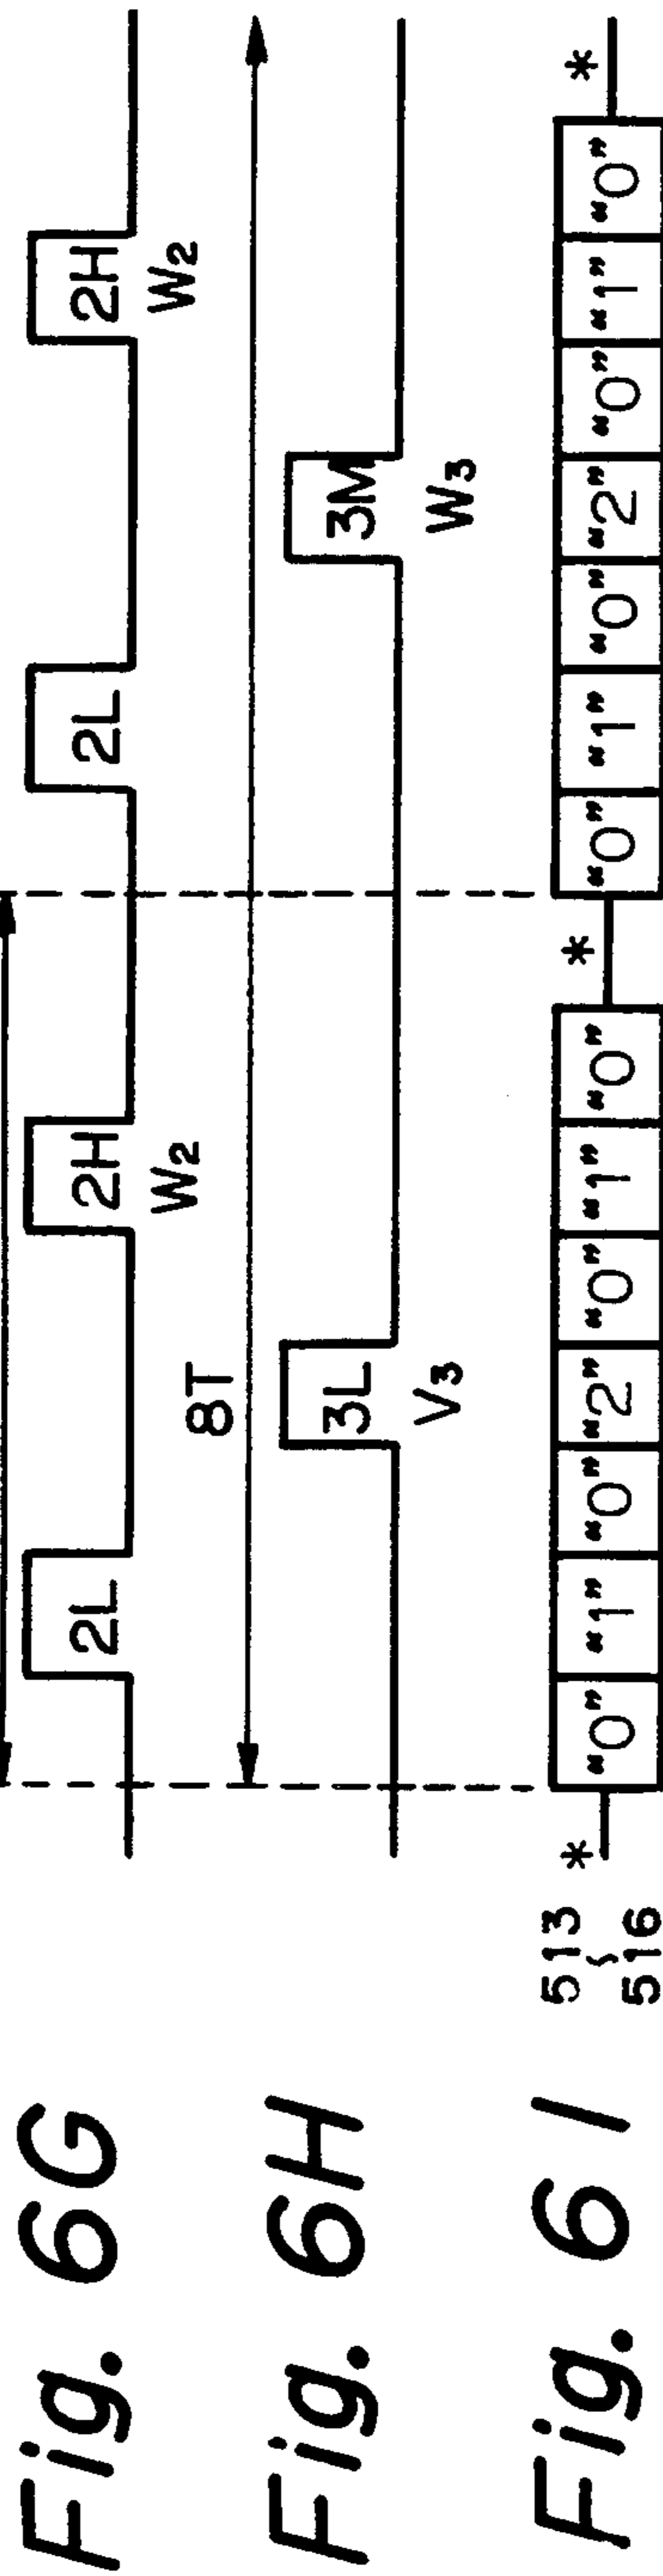 Fig. 6G
2L 2H 2L 2H
W2 W2
8T
Fig. 6H
3L 3M
V3 W3
Fig. 6I
513
~
516
* "0" "1" "0" "2" "0" "1" "0" * "0" "1" "0" "2" "0" "1" "0" *